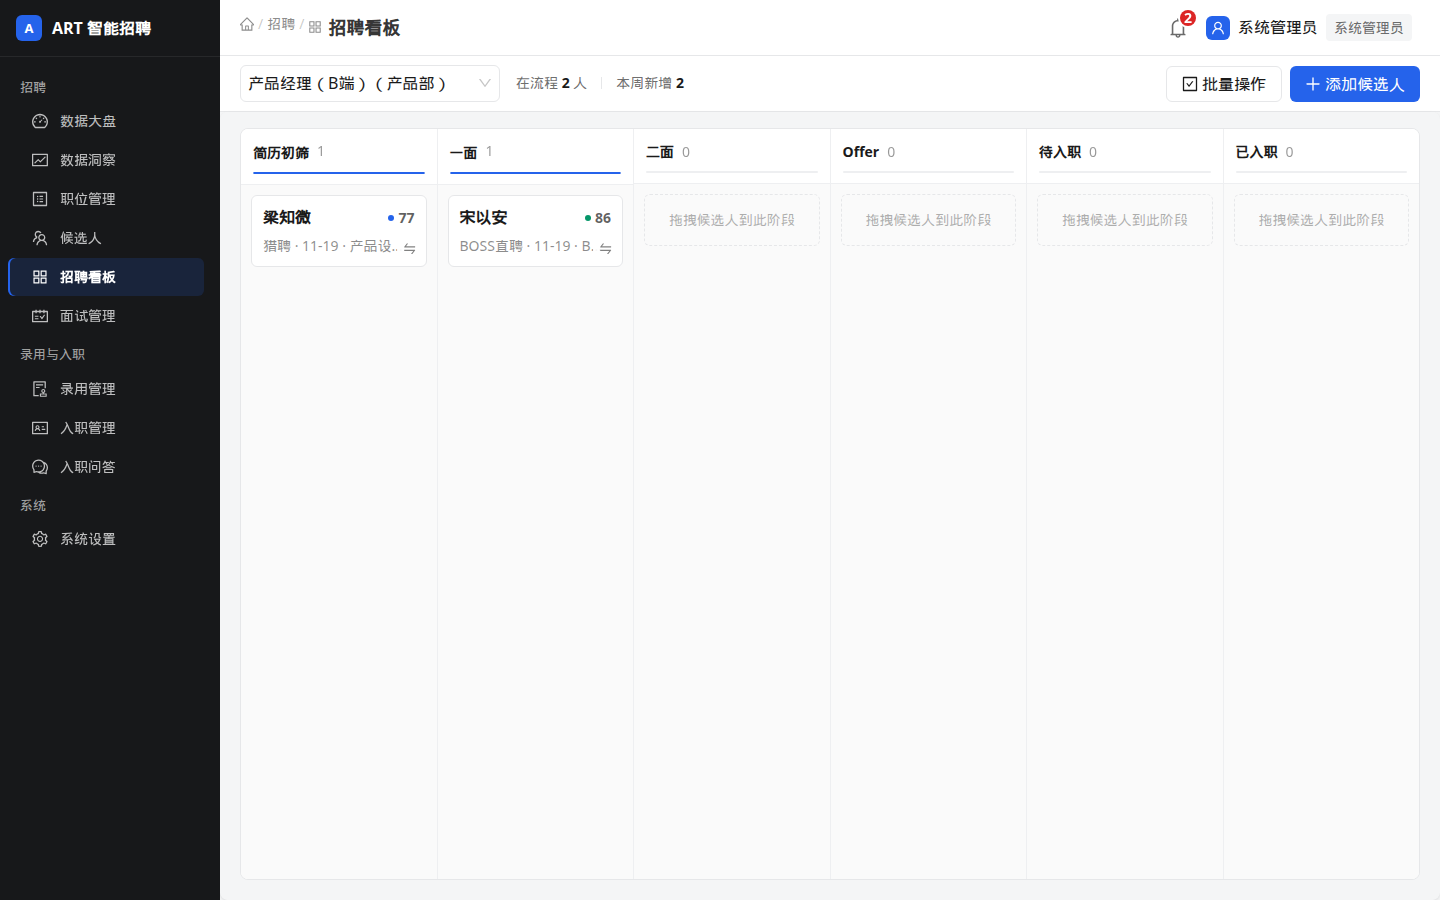 A ART 智能招聘
招聘
数据大盘
数据洞察
职位管理
候选人
招聘看板
面试管理
录用与入职
录用管理
入职管理
入职问答
系统
系统设置
/ 招聘 / 招聘看板
2 系统管理员 系统管理员
产品经理（B端）（产品部） 在流程 2 人 本周新增 2
批量操作 添加候选人
简历初筛 1
梁知微 77
猎聘 · 11-19 · 产品设..
一面 1
宋以安 86
BOSS直聘 · 11-19 · B.
二面 0
拖拽候选人到此阶段
Offer 0
拖拽候选人到此阶段
待入职 0
拖拽候选人到此阶段
已入职 0
拖拽候选人到此阶段